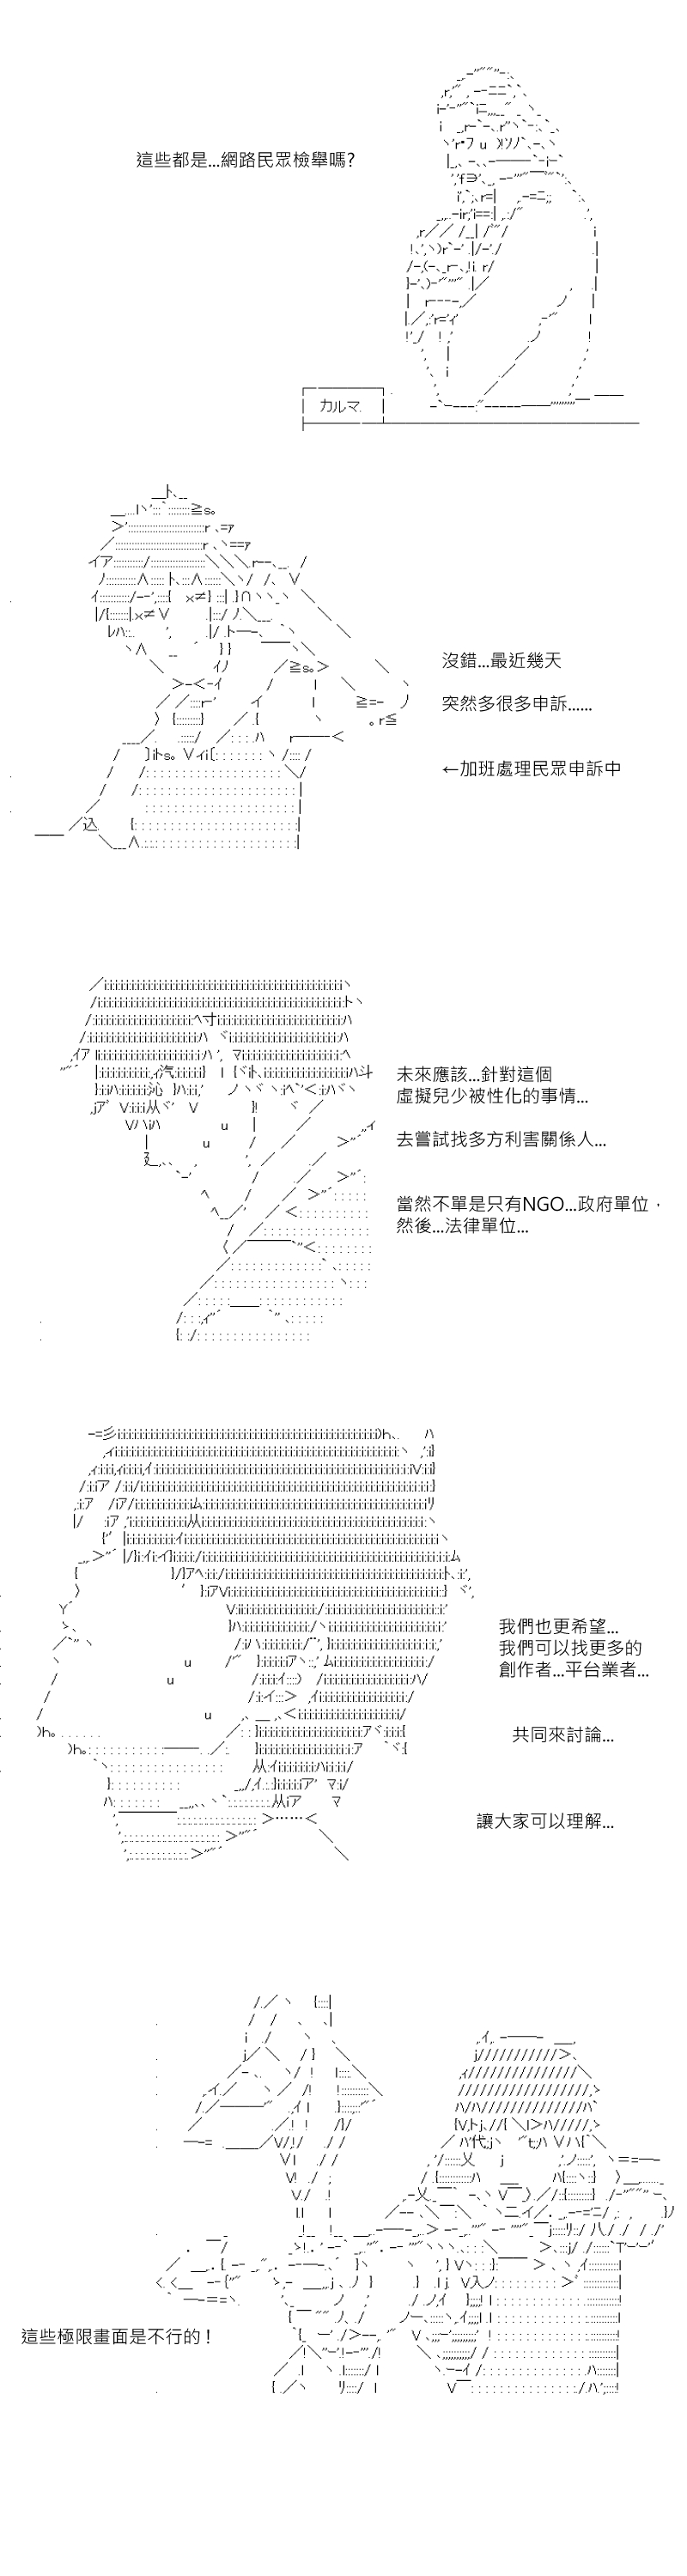 這些都是...網路民眾檢舉嗎?
カルマ.
沒錯...最近幾天
突然多很多申訴......
←加班處理民眾申訴中
未來應該...針對這個
虛擬兒少被性化的事情...
去嘗試找多方利害關係人...
當然不單是只有NGO...政府單位，
然後...法律單位...
我們也更希望...
我們可以找更多的
創作者...平台業者...
共同來討論...
讓大家可以理解...
這些極限畫面是不行的！